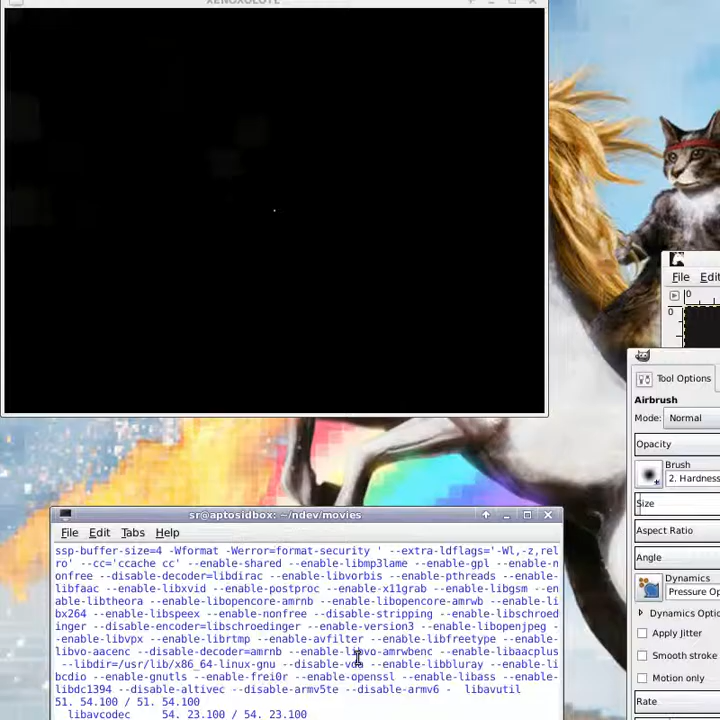 XENOXOLOTE
sr@aptosidbox: ~/ndev/movies
File Edit Tabs Help
ssp-buffer-size=4 -Wformat -Werror=format-security ' --extra-ldflags='-Wl,-z,rel
ro' --cc='ccache cc' --enable-shared --enable-libmp3lame --enable-gpl --enable-n
onfree --disable-decoder=libdirac --enable-libvorbis --enable-pthreads --enable-
libfaac --enable-libxvid --enable-postproc --enable-x11grab --enable-libgsm --en
able-libtheora --enable-libopencore-amrnb --enable-libopencore-amrwb --enable-li
bx264 --enable-libspeex --enable-nonfree --disable-stripping --enable-libschroed
inger --disable-encoder=libschroedinger --enable-version3 --enable-libopenjpeg -
-enable-libvpx --enable-librtmp --enable-avfilter --enable-libfreetype --enable-
libvo-aacenc --disable-decoder=amrnb --enable-libvo-amrwbenc --enable-libaacplus
--libdir=/usr/lib/x86_64-linux-gnu --disable-vda --enable-libbluray --enable-li
bcdio --enable-gnutls --enable-frei0r --enable-openssl --enable-libass --enable-
libdc1394 --disable-altivec --disable-armv5te --disable-armv6 - libavutil
51. 54.100 / 51. 54.100
libavcodec 54. 23.100 / 54. 23.100
File Edit
0
0
Tool Options
Airbrush
Mode: Normal
Opacity
Brush
2. Hardness
Size
Aspect Ratio
Angle
Dynamics
Pressure Op
Dynamics Optio
Apply Jitter
Smooth stroke
Motion only
Rate